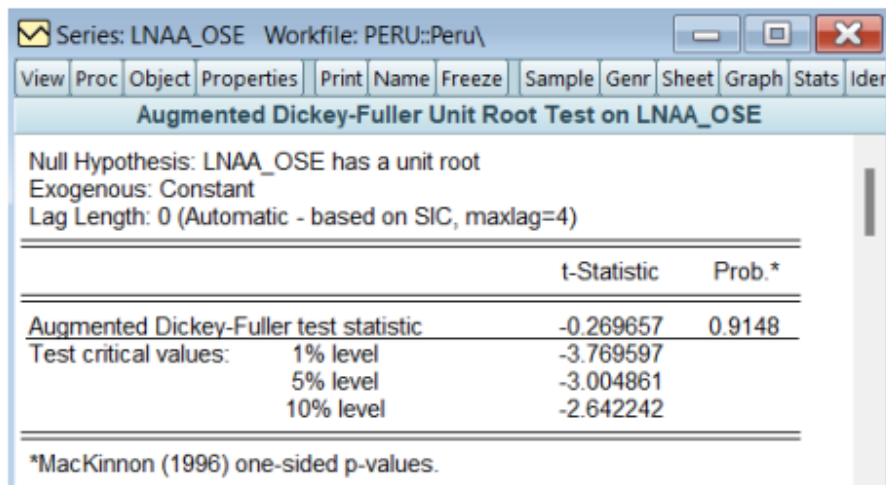 Series: LNAA_OSE Workfile: PERU::Peru\
View Proc Object Properties Print Name Freeze Sample Genr Sheet Graph Stats Ider
Augmented Dickey-Fuller Unit Root Test on LNAA_OSE
Null Hypothesis: LNAA_OSE has a unit root
Exogenous: Constant
Lag Length: 0 (Automatic - based on SIC, maxlag=4)
t-Statistic Prob.*
Augmented Dickey-Fuller test statistic -0.269657 0.9148
Test critical values: 1% level -3.769597
5% level -3.004861
10% level -2.642242
*MacKinnon (1996) one-sided p-values.